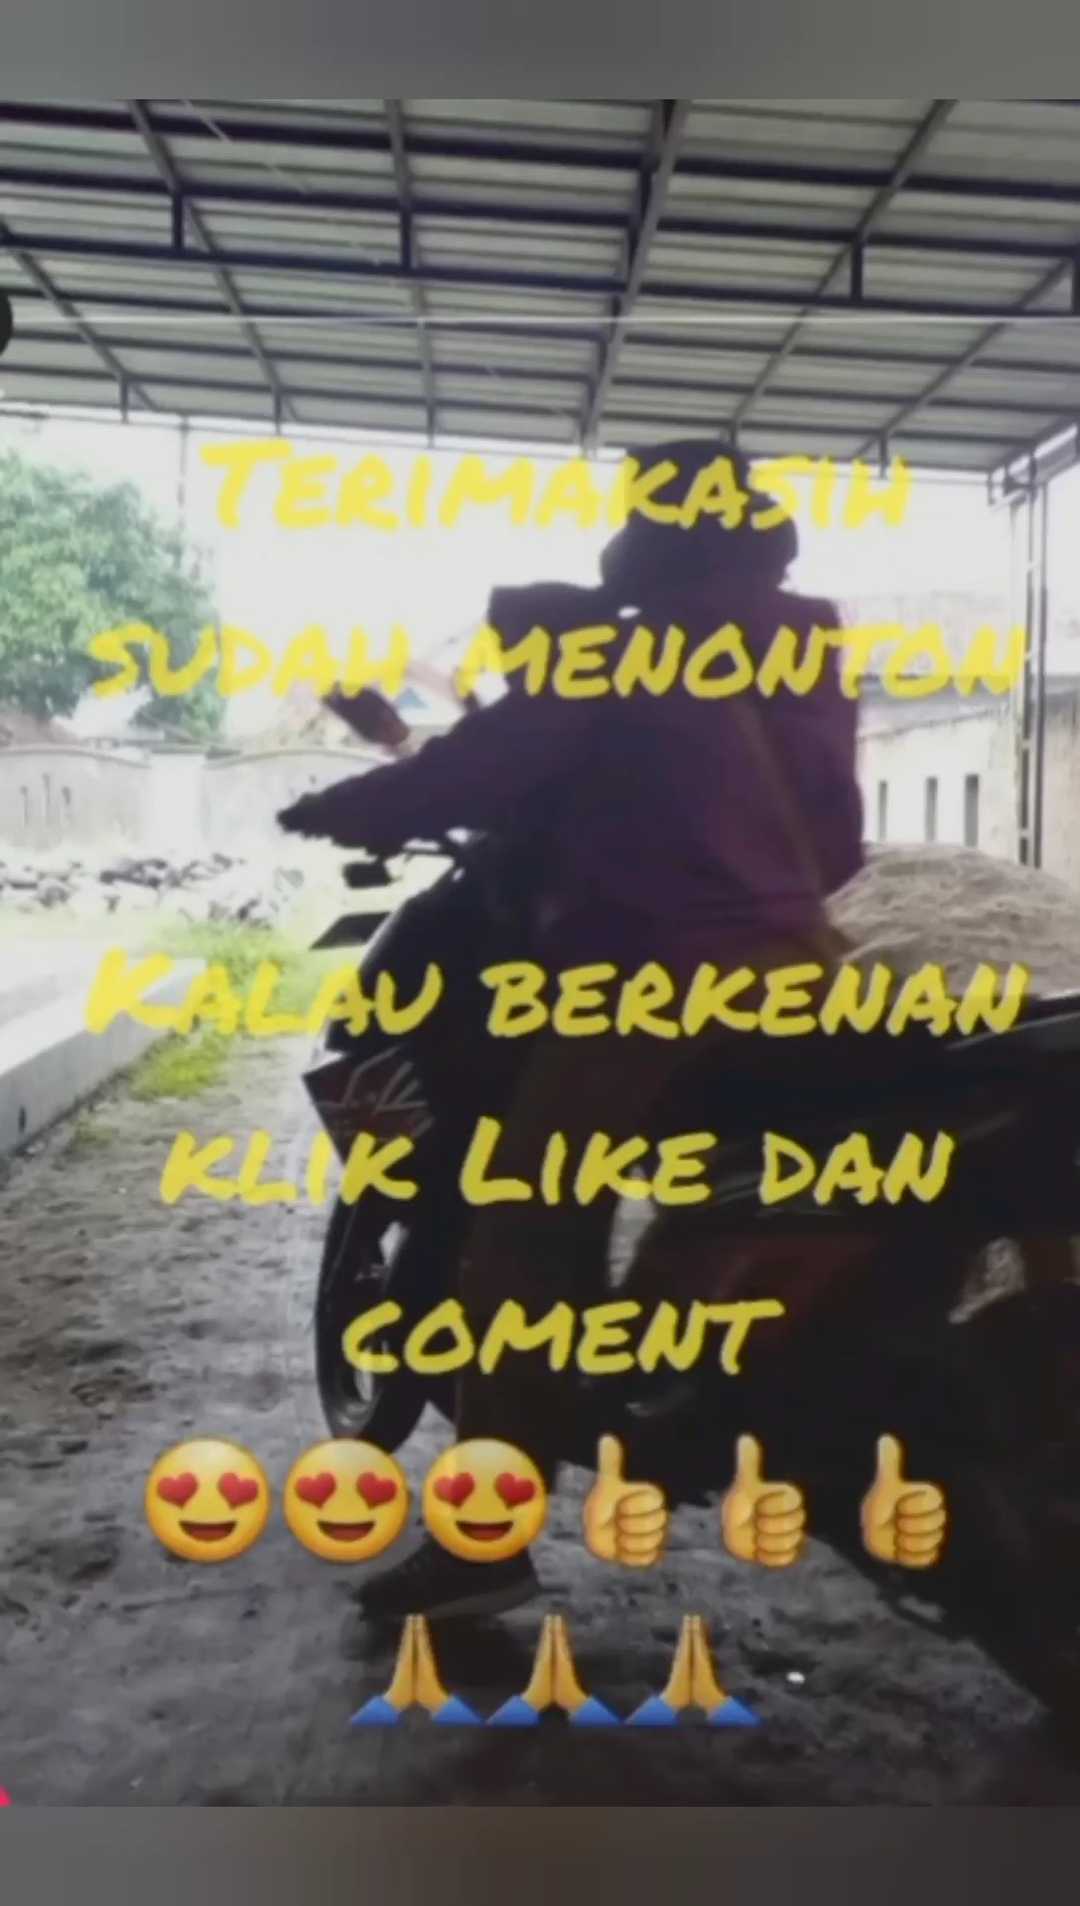 Terimakasih
sudah menonton
Kalau berkenan
klik Like dan
coment
😍😍😍👍👍👍
🙏🙏🙏